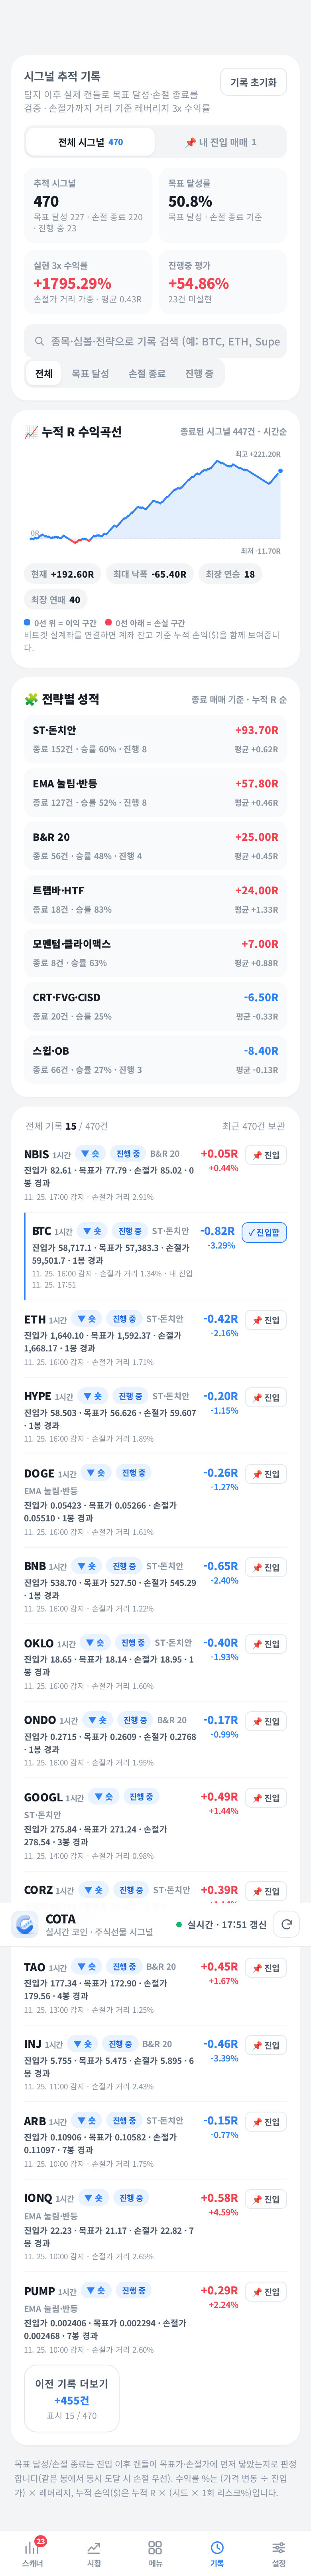 시그널 추적 기록
탐지 이후 실제 캔들로 목표 달성·손절 종료를
검증 · 손절가까지 거리 기준 레버리지 3x 수익률
기록 초기화
전체 시그널 470
📌 내 진입 매매 1
추적 시그널
470
목표 달성 227 · 손절 종료 220
· 진행 중 23
목표 달성률
50.8%
목표 달성 · 손절 종료 기준
실현 3x 수익률
+1795.29%
손절가 거리 가중 · 평균 0.43R
진행중 평가
+54.86%
23건 미실현
종목·심볼·전략으로 기록 검색 (예: BTC, ETH, Supe
전체
목표 달성
손절 종료
진행 중
📈 누적 R 수익곡선
종료된 시그널 447건 · 시간순
최고 +221.20R
0R
최저 -11.70R
현재 +192.60R
최대 낙폭 -65.40R
최장 연승 18
최장 연패 40
0선 위 = 이익 구간
0선 아래 = 손실 구간
비트겟 실계좌를 연결하면 계좌 잔고 기준 누적 손익($)을 함께 보여줍니
다.
🧩 전략별 성적
종료 매매 기준 · 누적 R 순
ST·돈치안
+93.70R
종료 152건 · 승률 60% · 진행 8
평균 +0.62R
EMA 눌림·반등
+57.80R
종료 127건 · 승률 52% · 진행 8
평균 +0.46R
B&R 20
+25.00R
종료 56건 · 승률 48% · 진행 4
평균 +0.45R
트랩바·HTF
+24.00R
종료 18건 · 승률 83%
평균 +1.33R
모멘텀·클라이맥스
+7.00R
종료 8건 · 승률 63%
평균 +0.88R
CRT·FVG·CISD
-6.50R
종료 20건 · 승률 25%
평균 -0.33R
스윕·OB
-8.40R
종료 66건 · 승률 27% · 진행 3
평균 -0.13R
전체 기록 15 / 470건
최근 470건 보관
NBIS 1시간 ▼ 숏 진행 중 B&R 20
+0.05R
+0.44%
📌 진입
진입가 82.61 · 목표가 77.79 · 손절가 85.02 · 0
봉 경과
11. 25. 17:00 감지 · 손절가 거리 2.91%
BTC 1시간 ▼ 숏 진행 중 ST·돈치안
-0.82R
-3.29%
✓ 진입함
진입가 58,717.1 · 목표가 57,383.3 · 손절가
59,501.7 · 1봉 경과
11. 25. 16:00 감지 · 손절가 거리 1.34% · 내 진입
11. 25. 17:51
ETH 1시간 ▼ 숏 진행 중 ST·돈치안
-0.42R
-2.16%
📌 진입
진입가 1,640.10 · 목표가 1,592.37 · 손절가
1,668.17 · 1봉 경과
11. 25. 16:00 감지 · 손절가 거리 1.71%
HYPE 1시간 ▼ 숏 진행 중 ST·돈치안
-0.20R
-1.15%
📌 진입
진입가 58.503 · 목표가 56.626 · 손절가 59.607
· 1봉 경과
11. 25. 16:00 감지 · 손절가 거리 1.89%
DOGE 1시간 ▼ 숏 진행 중
EMA 눌림·반등
-0.26R
-1.27%
📌 진입
진입가 0.05423 · 목표가 0.05266 · 손절가
0.05510 · 1봉 경과
11. 25. 16:00 감지 · 손절가 거리 1.61%
BNB 1시간 ▼ 숏 진행 중 ST·돈치안
-0.65R
-2.40%
📌 진입
진입가 538.70 · 목표가 527.50 · 손절가 545.29
· 1봉 경과
11. 25. 16:00 감지 · 손절가 거리 1.22%
OKLO 1시간 ▼ 숏 진행 중 ST·돈치안
-0.40R
-1.93%
📌 진입
진입가 18.65 · 목표가 18.14 · 손절가 18.95 · 1
봉 경과
11. 25. 16:00 감지 · 손절가 거리 1.60%
ONDO 1시간 ▼ 숏 진행 중 B&R 20
-0.17R
-0.99%
📌 진입
진입가 0.2715 · 목표가 0.2609 · 손절가 0.2768
· 1봉 경과
11. 25. 16:00 감지 · 손절가 거리 1.95%
GOOGL 1시간 ▼ 숏 진행 중
ST·돈치안
+0.49R
+1.44%
📌 진입
진입가 275.84 · 목표가 271.24 · 손절가
278.54 · 3봉 경과
11. 25. 14:00 감지 · 손절가 거리 0.98%
CORZ 1시간 ▼ 숏 진행 중 ST·돈치안
+0.39R
📌 진입
COTA
실시간 코인 · 주식선물 시그널
실시간 · 17:51 갱신
TAO 1시간 ▼ 숏 진행 중 B&R 20
+0.45R
+1.67%
📌 진입
진입가 177.34 · 목표가 172.90 · 손절가
179.56 · 4봉 경과
11. 25. 13:00 감지 · 손절가 거리 1.25%
INJ 1시간 ▼ 숏 진행 중 B&R 20
-0.46R
-3.39%
📌 진입
진입가 5.755 · 목표가 5.475 · 손절가 5.895 · 6
봉 경과
11. 25. 11:00 감지 · 손절가 거리 2.43%
ARB 1시간 ▼ 숏 진행 중 ST·돈치안
-0.15R
-0.77%
📌 진입
진입가 0.10906 · 목표가 0.10582 · 손절가
0.11097 · 7봉 경과
11. 25. 10:00 감지 · 손절가 거리 1.75%
IONQ 1시간 ▼ 숏 진행 중
EMA 눌림·반등
+0.58R
+4.59%
📌 진입
진입가 22.23 · 목표가 21.17 · 손절가 22.82 · 7
봉 경과
11. 25. 10:00 감지 · 손절가 거리 2.65%
PUMP 1시간 ▼ 숏 진행 중
EMA 눌림·반등
+0.29R
+2.24%
📌 진입
진입가 0.002406 · 목표가 0.002294 · 손절가
0.002468 · 7봉 경과
11. 25. 10:00 감지 · 손절가 거리 2.60%
이전 기록 더보기
+455건
표시 15 / 470
목표 달성/손절 종료는 진입 이후 캔들이 목표가·손절가에 먼저 닿았는지로 판정
합니다(같은 봉에서 동시 도달 시 손절 우선). 수익률 %는 (가격 변동 ÷ 진입
가) × 레버리지, 누적 손익($)은 누적 R × (시드 × 1회 리스크%)입니다.
23
스캐너
시황
메뉴
기록
설정